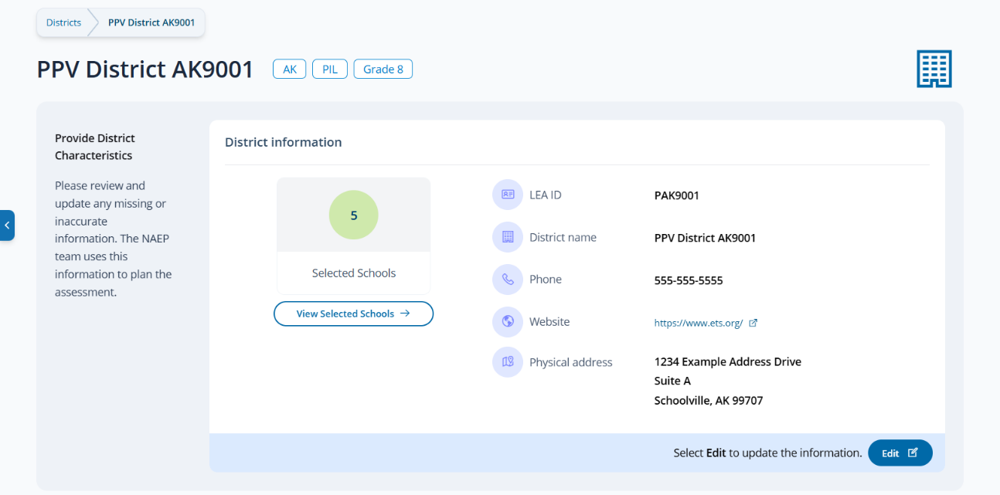 Districts
PPV District AK9001
PPV District AK9001
AK
PIL
Grade 8
Provide District
Characteristics
Please review and
update any missing or
inaccurate
information. The NAEP
team uses this
information to plan the
assessment.
District information
5
Selected Schools
View Selected Schools
LEA ID
PAK9001
District name
PPV District AK9001
Phone
555-555-5555
Website
https://www.ets.org/
Physical address
1234 Example Address Drive
Suite A
Schoolville, AK 99707
Select Edit to update the information.
Edit